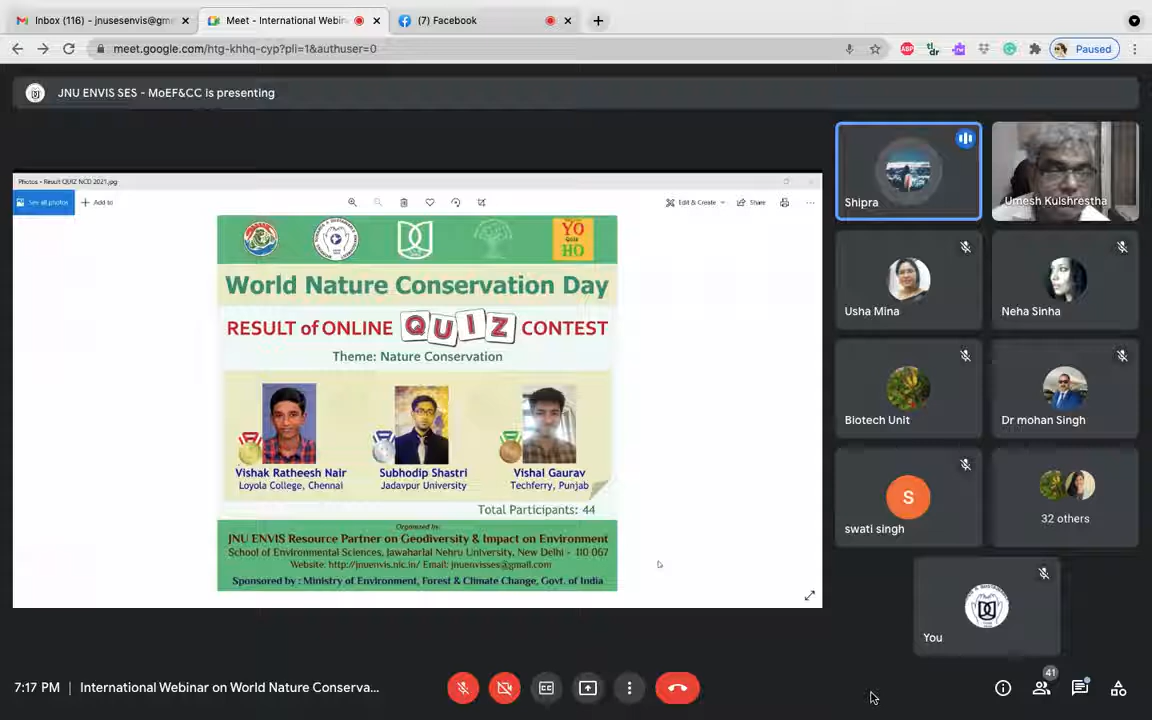 Inbox (116) - jnusesenvis@gm
Meet - International Webin
(7) Facebook
meet.google.com/htg-khhq-cyp?pli=1&authuser=0
ABP
tl;dr
Paused
JNU ENVIS SES - MoEF&CC is presenting
Photos - Result QUIZ NCD 2021.jpg
See all photos
Add to
Edit & Create
Share
YO
Quiz
HO
World Nature Conservation Day
RESULT of ONLINE QUIZ CONTEST
Theme: Nature Conservation
Vishak Ratheesh Nair
Loyola College, Chennai
Subhodip Shastri
Jadavpur University
Vishal Gaurav
Techferry, Punjab
Total Participants: 44
Organized by:
JNU ENVIS Resource Partner on Geodiversity & Impact on Environment
School of Environmental Sciences, Jawaharlal Nehru University, New Delhi - 110 067
Website: http://jnuenvis.nic.in/ Email: jnuenvisses@gmail.com
Sponsored by : Ministry of Environment, Forest & Climate Change, Govt. of India
Shipra
Umesh Kulshrestha
Usha Mina
Neha Sinha
Biotech Unit
Dr mohan Singh
S
swati singh
32 others
You
7:17 PM | International Webinar on World Nature Conserva...
CC
41